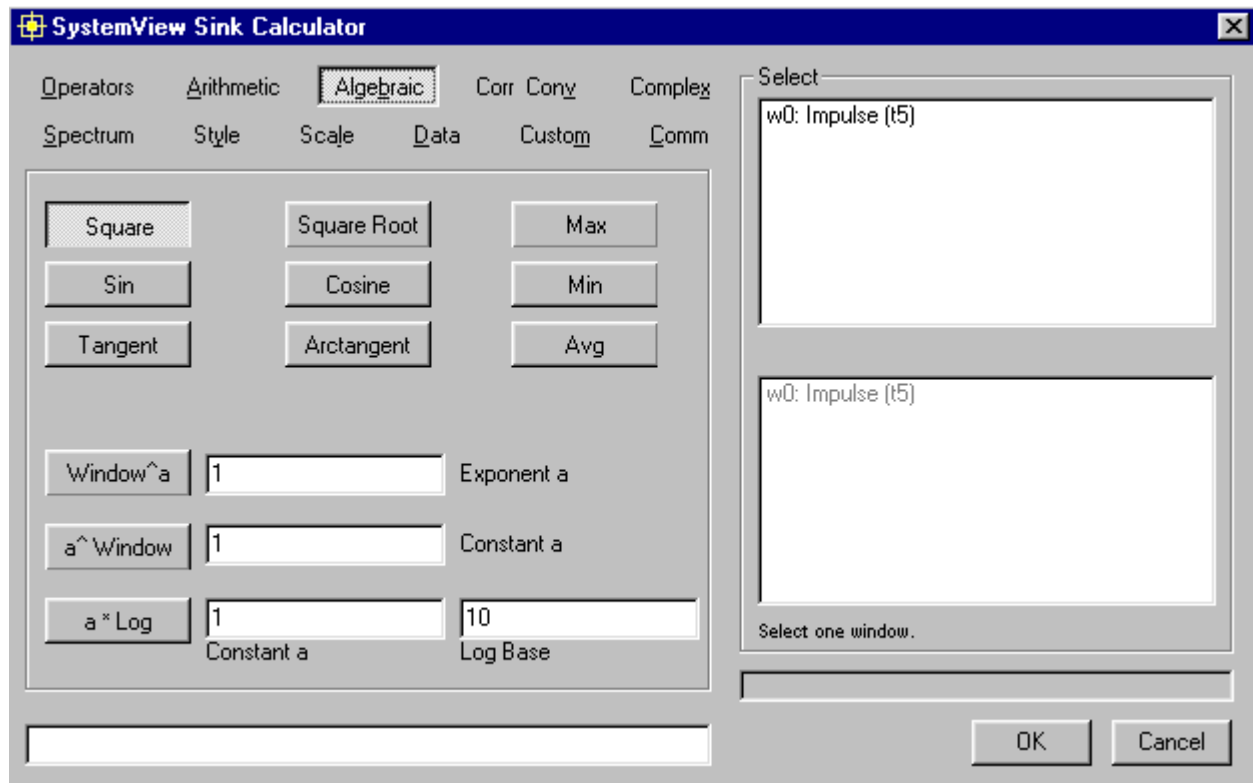 SystemView Sink Calculator
Operators Arithmetic Algebraic Corr Conv Complex
Spectrum Style Scale Data Custom Comm
Square Square Root Max
Sin Cosine Min
Tangent Arctangent Avg
Window^a 1 Exponent a
a^ Window 1 Constant a
a * Log 1 10
Constant a Log Base
Select
w0: Impulse (t5)
w0: Impulse (t5)
Select one window.
OK Cancel